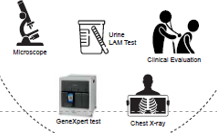 Microscope
Urine
LAM Test
Clinical Evaluation
GeneXpert test
Chest X-ray